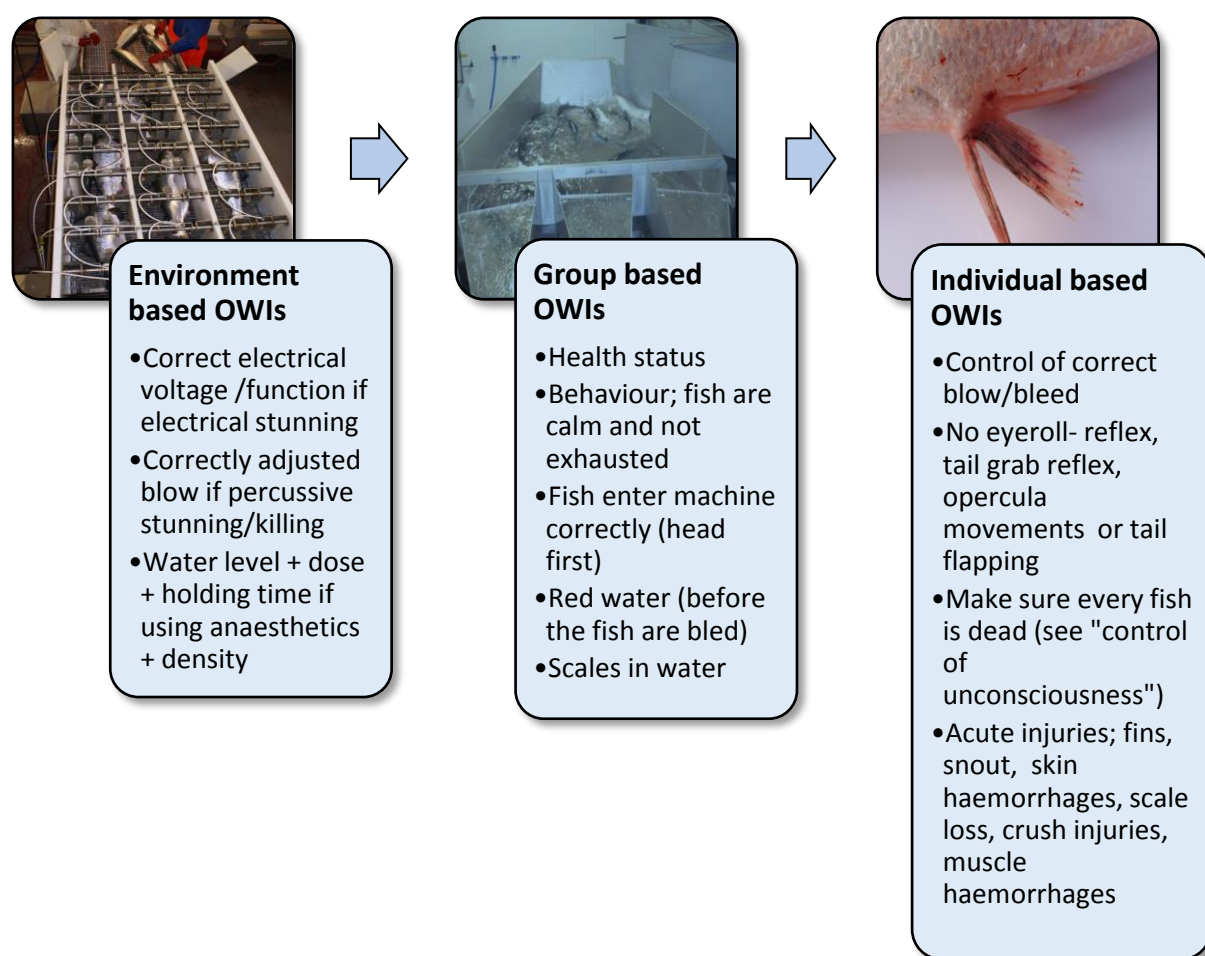 Environment
based OWIs
•Correct electrical
voltage /function if
electrical stunning
•Correctly adjusted
blow if percussive
stunning/killing
•Water level + dose
+ holding time if
using anaesthetics
+ density
Group based
OWIs
•Health status
•Behaviour; fish are
calm and not
exhausted
•Fish enter machine
correctly (head
first)
•Red water (before
the fish are bled)
•Scales in water
Individual based
OWIs
•Control of correct
blow/bleed
•No eyeroll- reflex,
tail grab reflex,
opercula
movements or tail
flapping
•Make sure every fish
is dead (see "control
of
unconsciousness")
•Acute injuries; fins,
snout, skin
haemorrhages, scale
loss, crush injuries,
muscle
haemorrhages